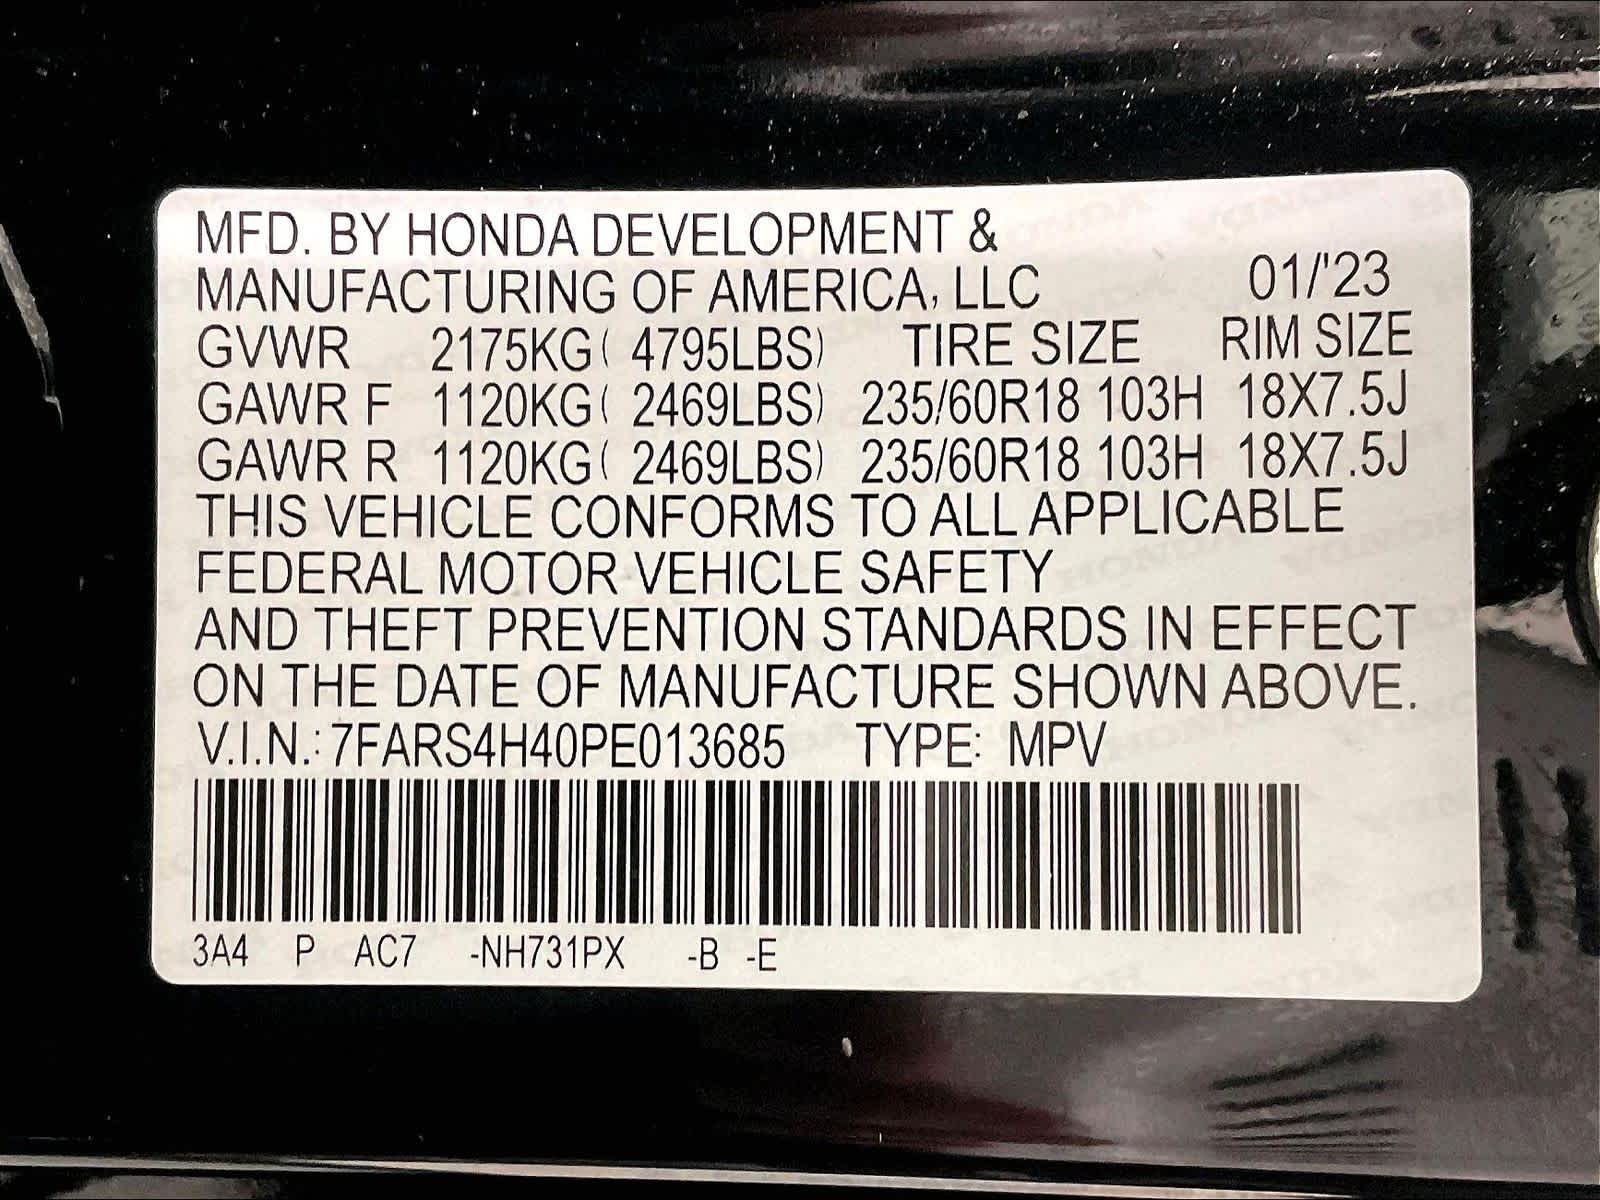 MFD. BY HONDA DEVELOPMENT &
MANUFACTURING OF AMERICA, LLC 01/'23
GVWR 2175KG( 4795LBS) TIRE SIZE RIM SIZE
GAWR F 1120KG( 2469LBS) 235/60R18 103H 18X7.5J
GAWR R 1120KG( 2469LBS) 235/60R18 103H 18X7.5J
THIS VEHICLE CONFORMS TO ALL APPLICABLE
FEDERAL MOTOR VEHICLE SAFETY
AND THEFT PREVENTION STANDARDS IN EFFECT
ON THE DATE OF MANUFACTURE SHOWN ABOVE.
V.I.N.: 7FARS4H40PE013685 TYPE: MPV
3A4 P AC7 -NH731PX -B -E